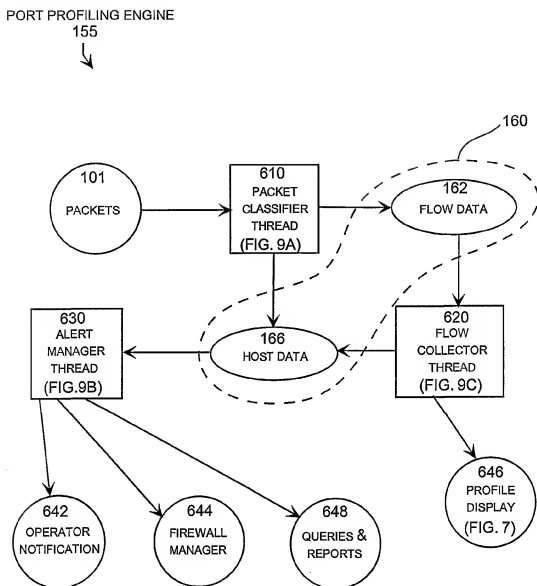 PORT PROFILING ENGINE
155
160
101
PACKETS
610
PACKET
CLASSIFIER
THREAD
(FIG. 9A)
162
FLOW DATA
630
ALERT
MANAGER
THREAD
(FIG.9B)
166
HOST DATA
620
FLOW
COLLECTOR
THREAD
(FIG. 9C)
642
OPERATOR
NOTIFICATION
644
FIREWALL
MANAGER
648
QUERIES &
REPORTS
646
PROFILE
DISPLAY
(FIG. 7)